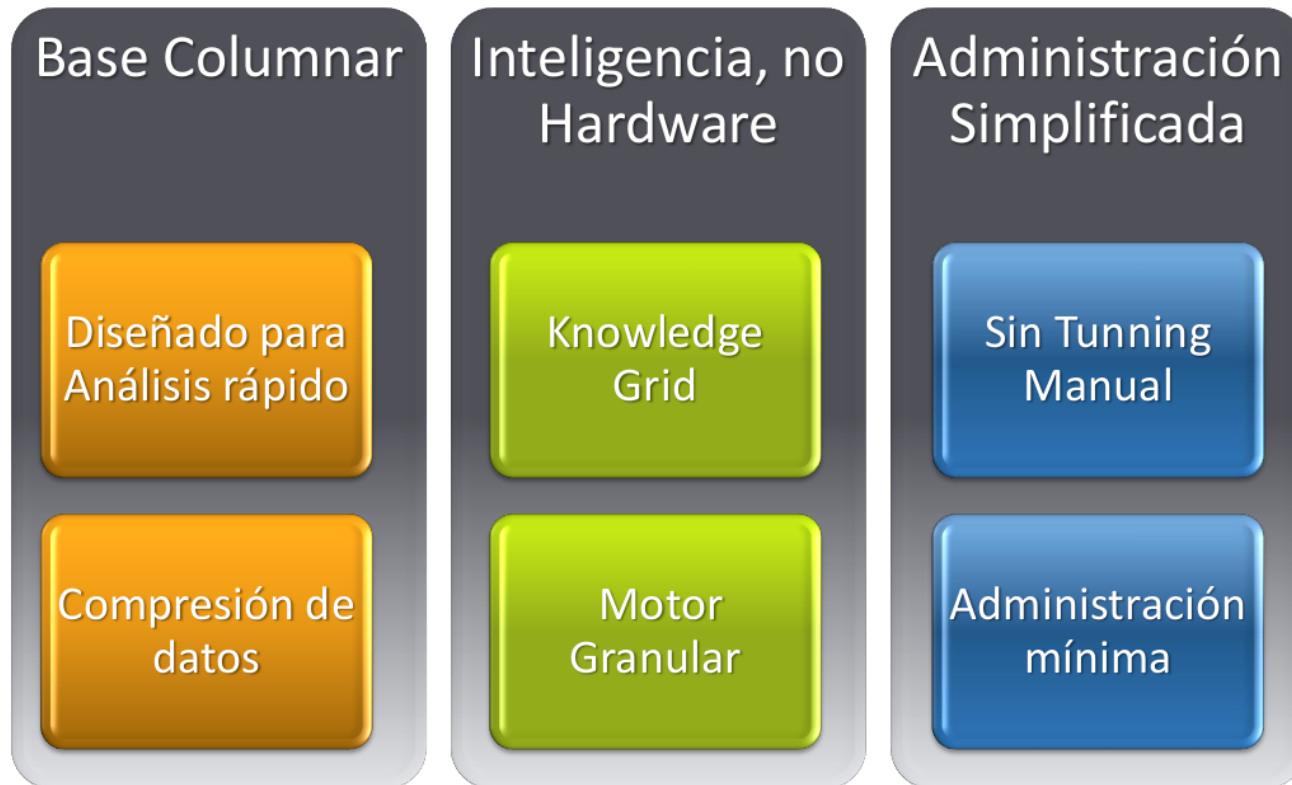 Base Columnar
Diseñado para
Análisis rápido
Compresión de
datos
Inteligencia, no
Hardware
Knowledge
Grid
Motor
Granular
Administración
Simplificada
Sin Tunning
Manual
Administración
mínima